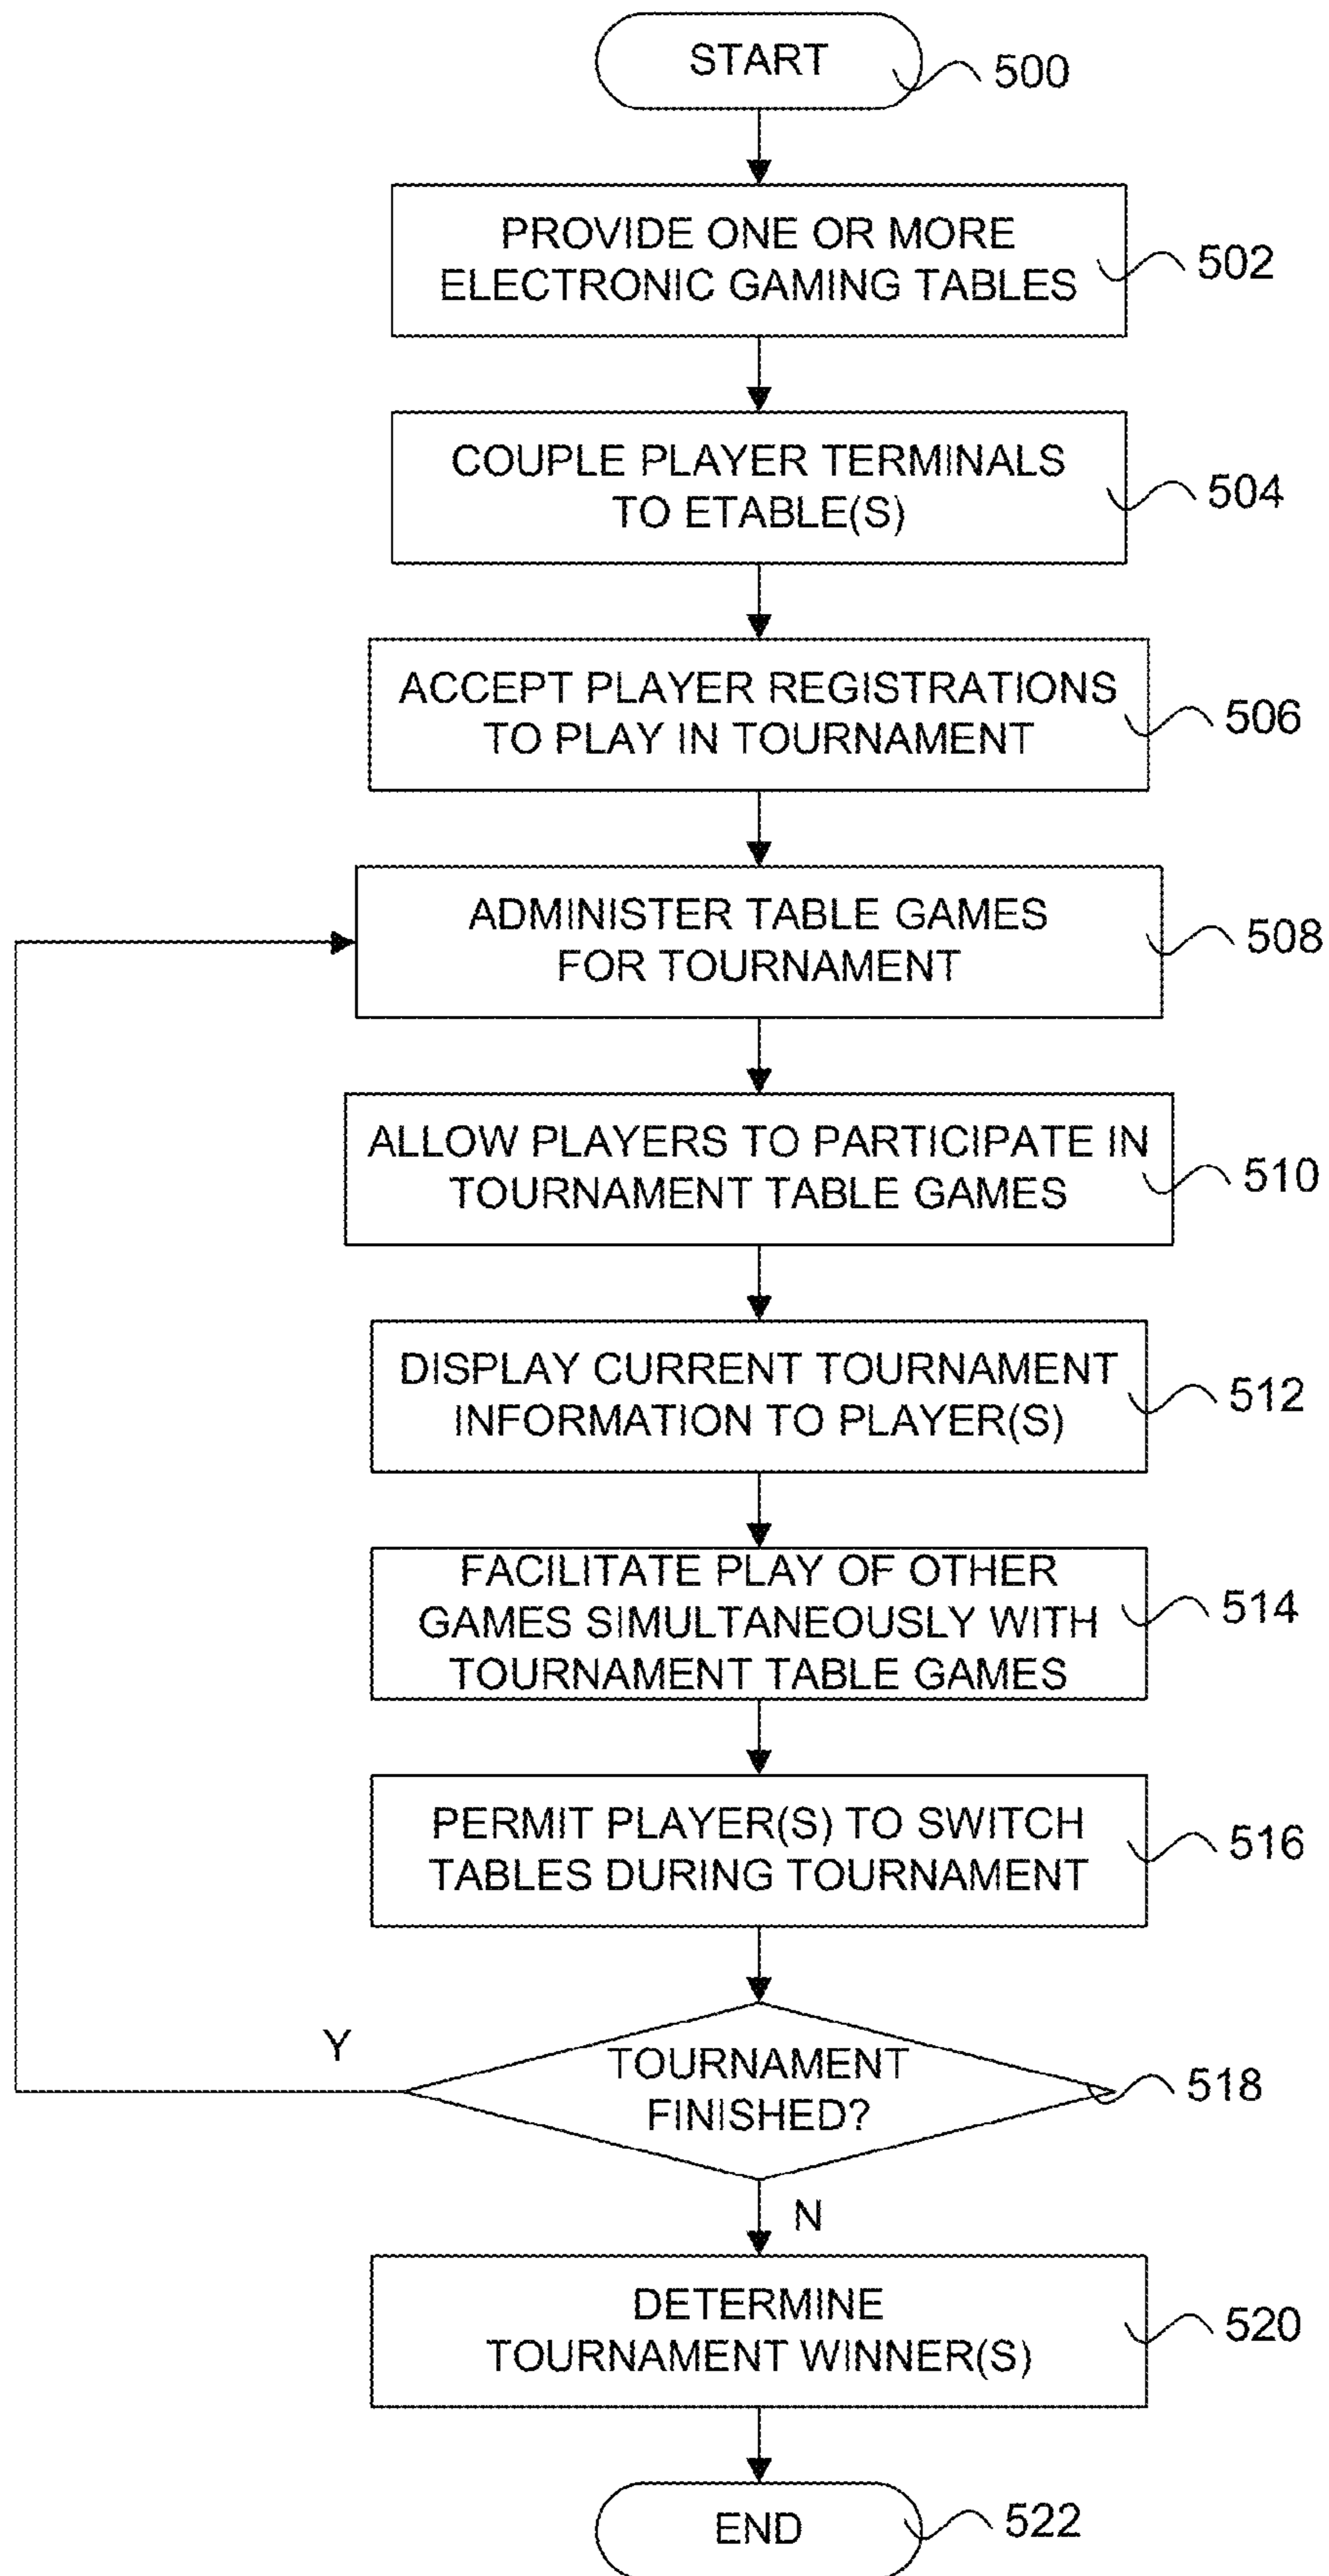 START
500
PROVIDE ONE OR MORE
ELECTRONIC GAMING TABLES
502
COUPLE PLAYER TERMINALS
TO ETABLE(S)
504
ACCEPT PLAYER REGISTRATIONS
TO PLAY IN TOURNAMENT
506
ADMINISTER TABLE GAMES
FOR TOURNAMENT
508
ALLOW PLAYERS TO PARTICIPATE IN
TOURNAMENT TABLE GAMES
510
DISPLAY CURRENT TOURNAMENT
INFORMATION TO PLAYER(S)
512
FACILITATE PLAY OF OTHER
GAMES SIMULTANEOUSLY WITH
TOURNAMENT TABLE GAMES
514
PERMIT PLAYER(S) TO SWITCH
TABLES DURING TOURNAMENT
516
Y
TOURNAMENT
FINISHED?
518
N
DETERMINE
TOURNAMENT WINNER(S)
520
END
522